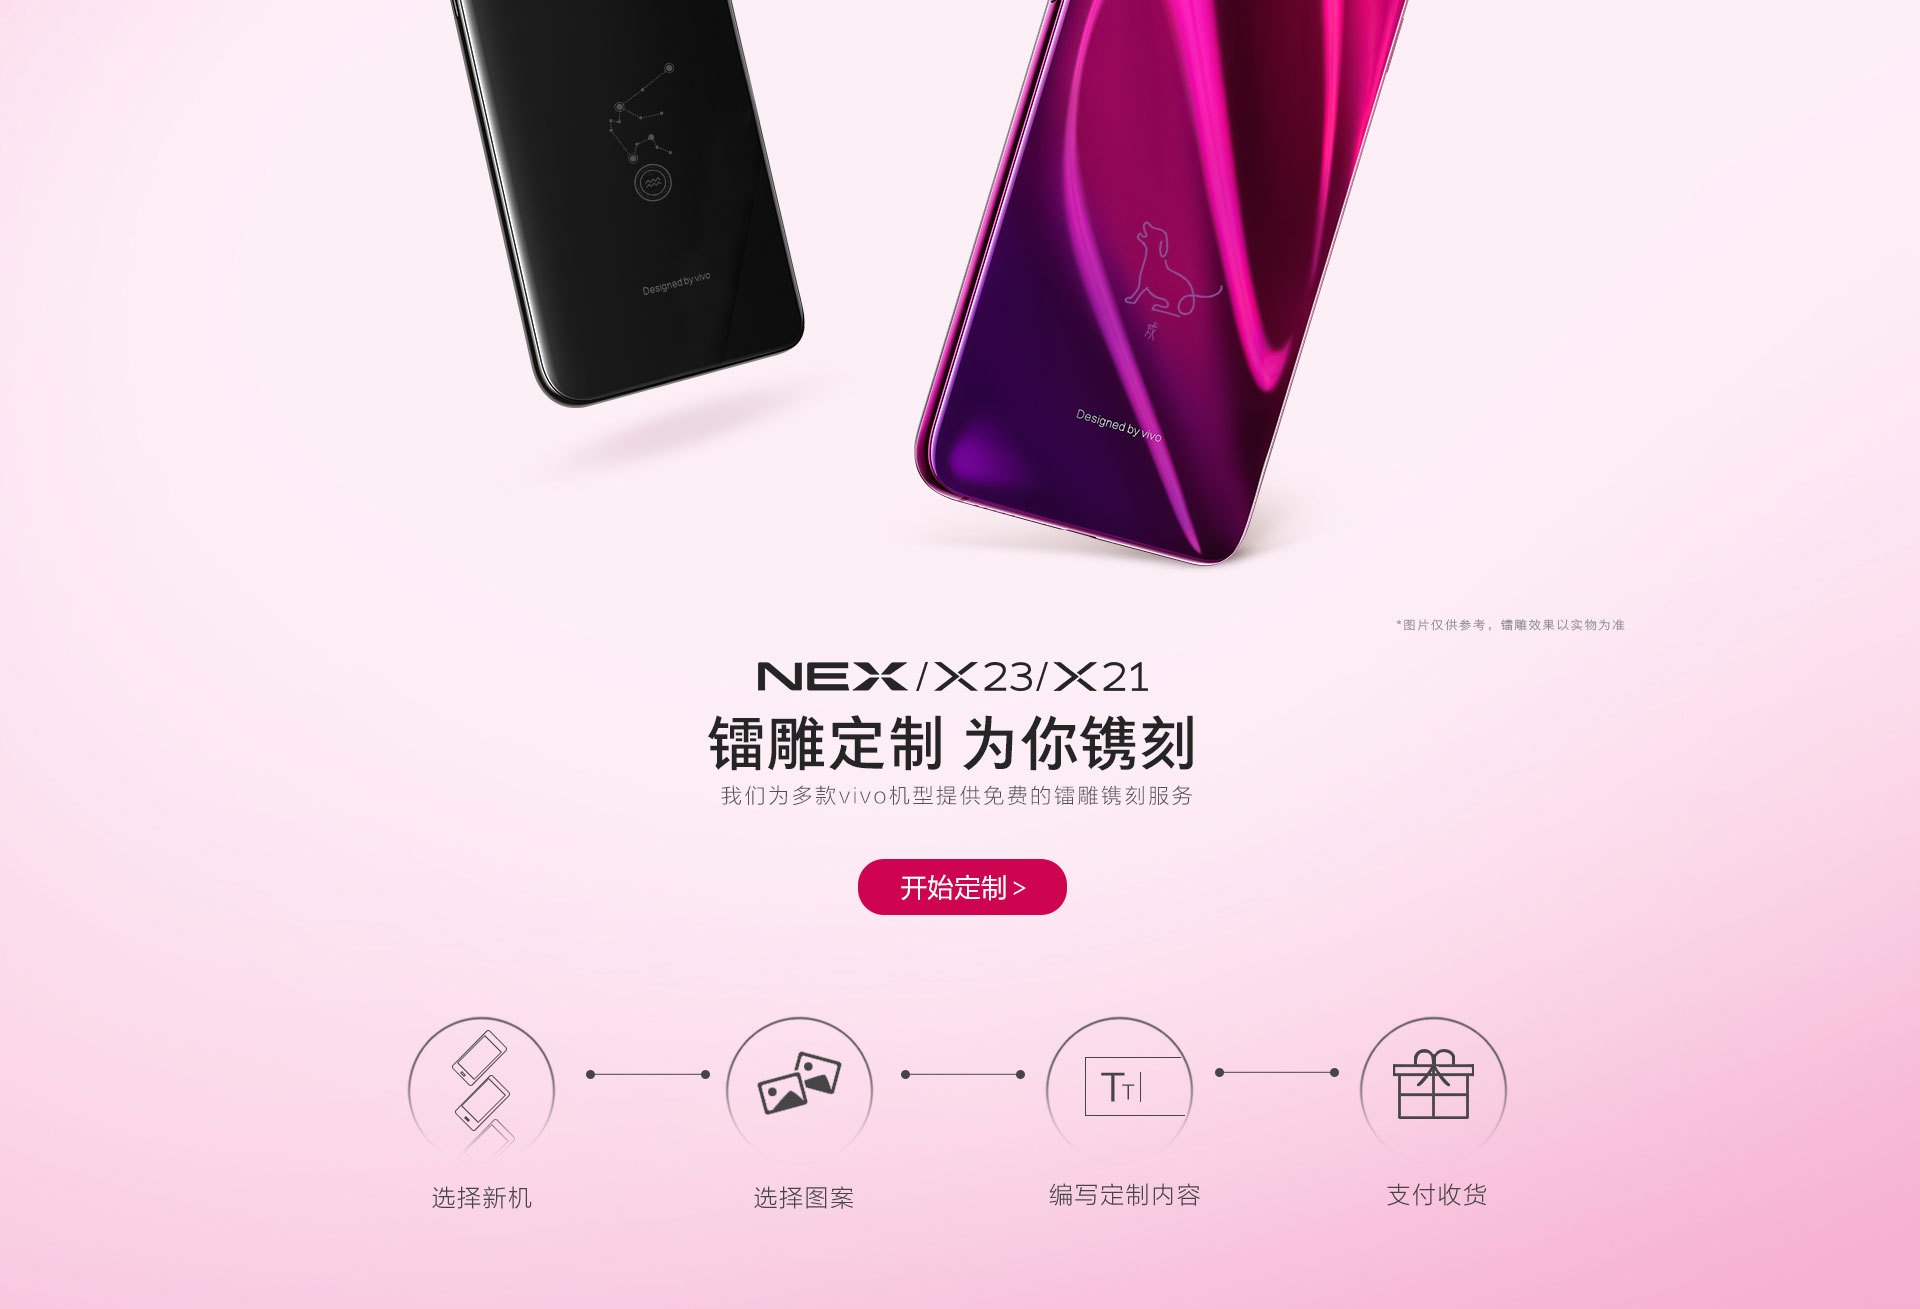 Designed by vivo
戌
Designed by vivo
*图片仅供参考，镭雕效果以实物为准
NEX/X23/X21
镭雕定制 为你镌刻
我们为多款vivo机型提供免费的镭雕镌刻服务
开始定制 >
TT
选择新机
选择图案
编写定制内容
支付收货